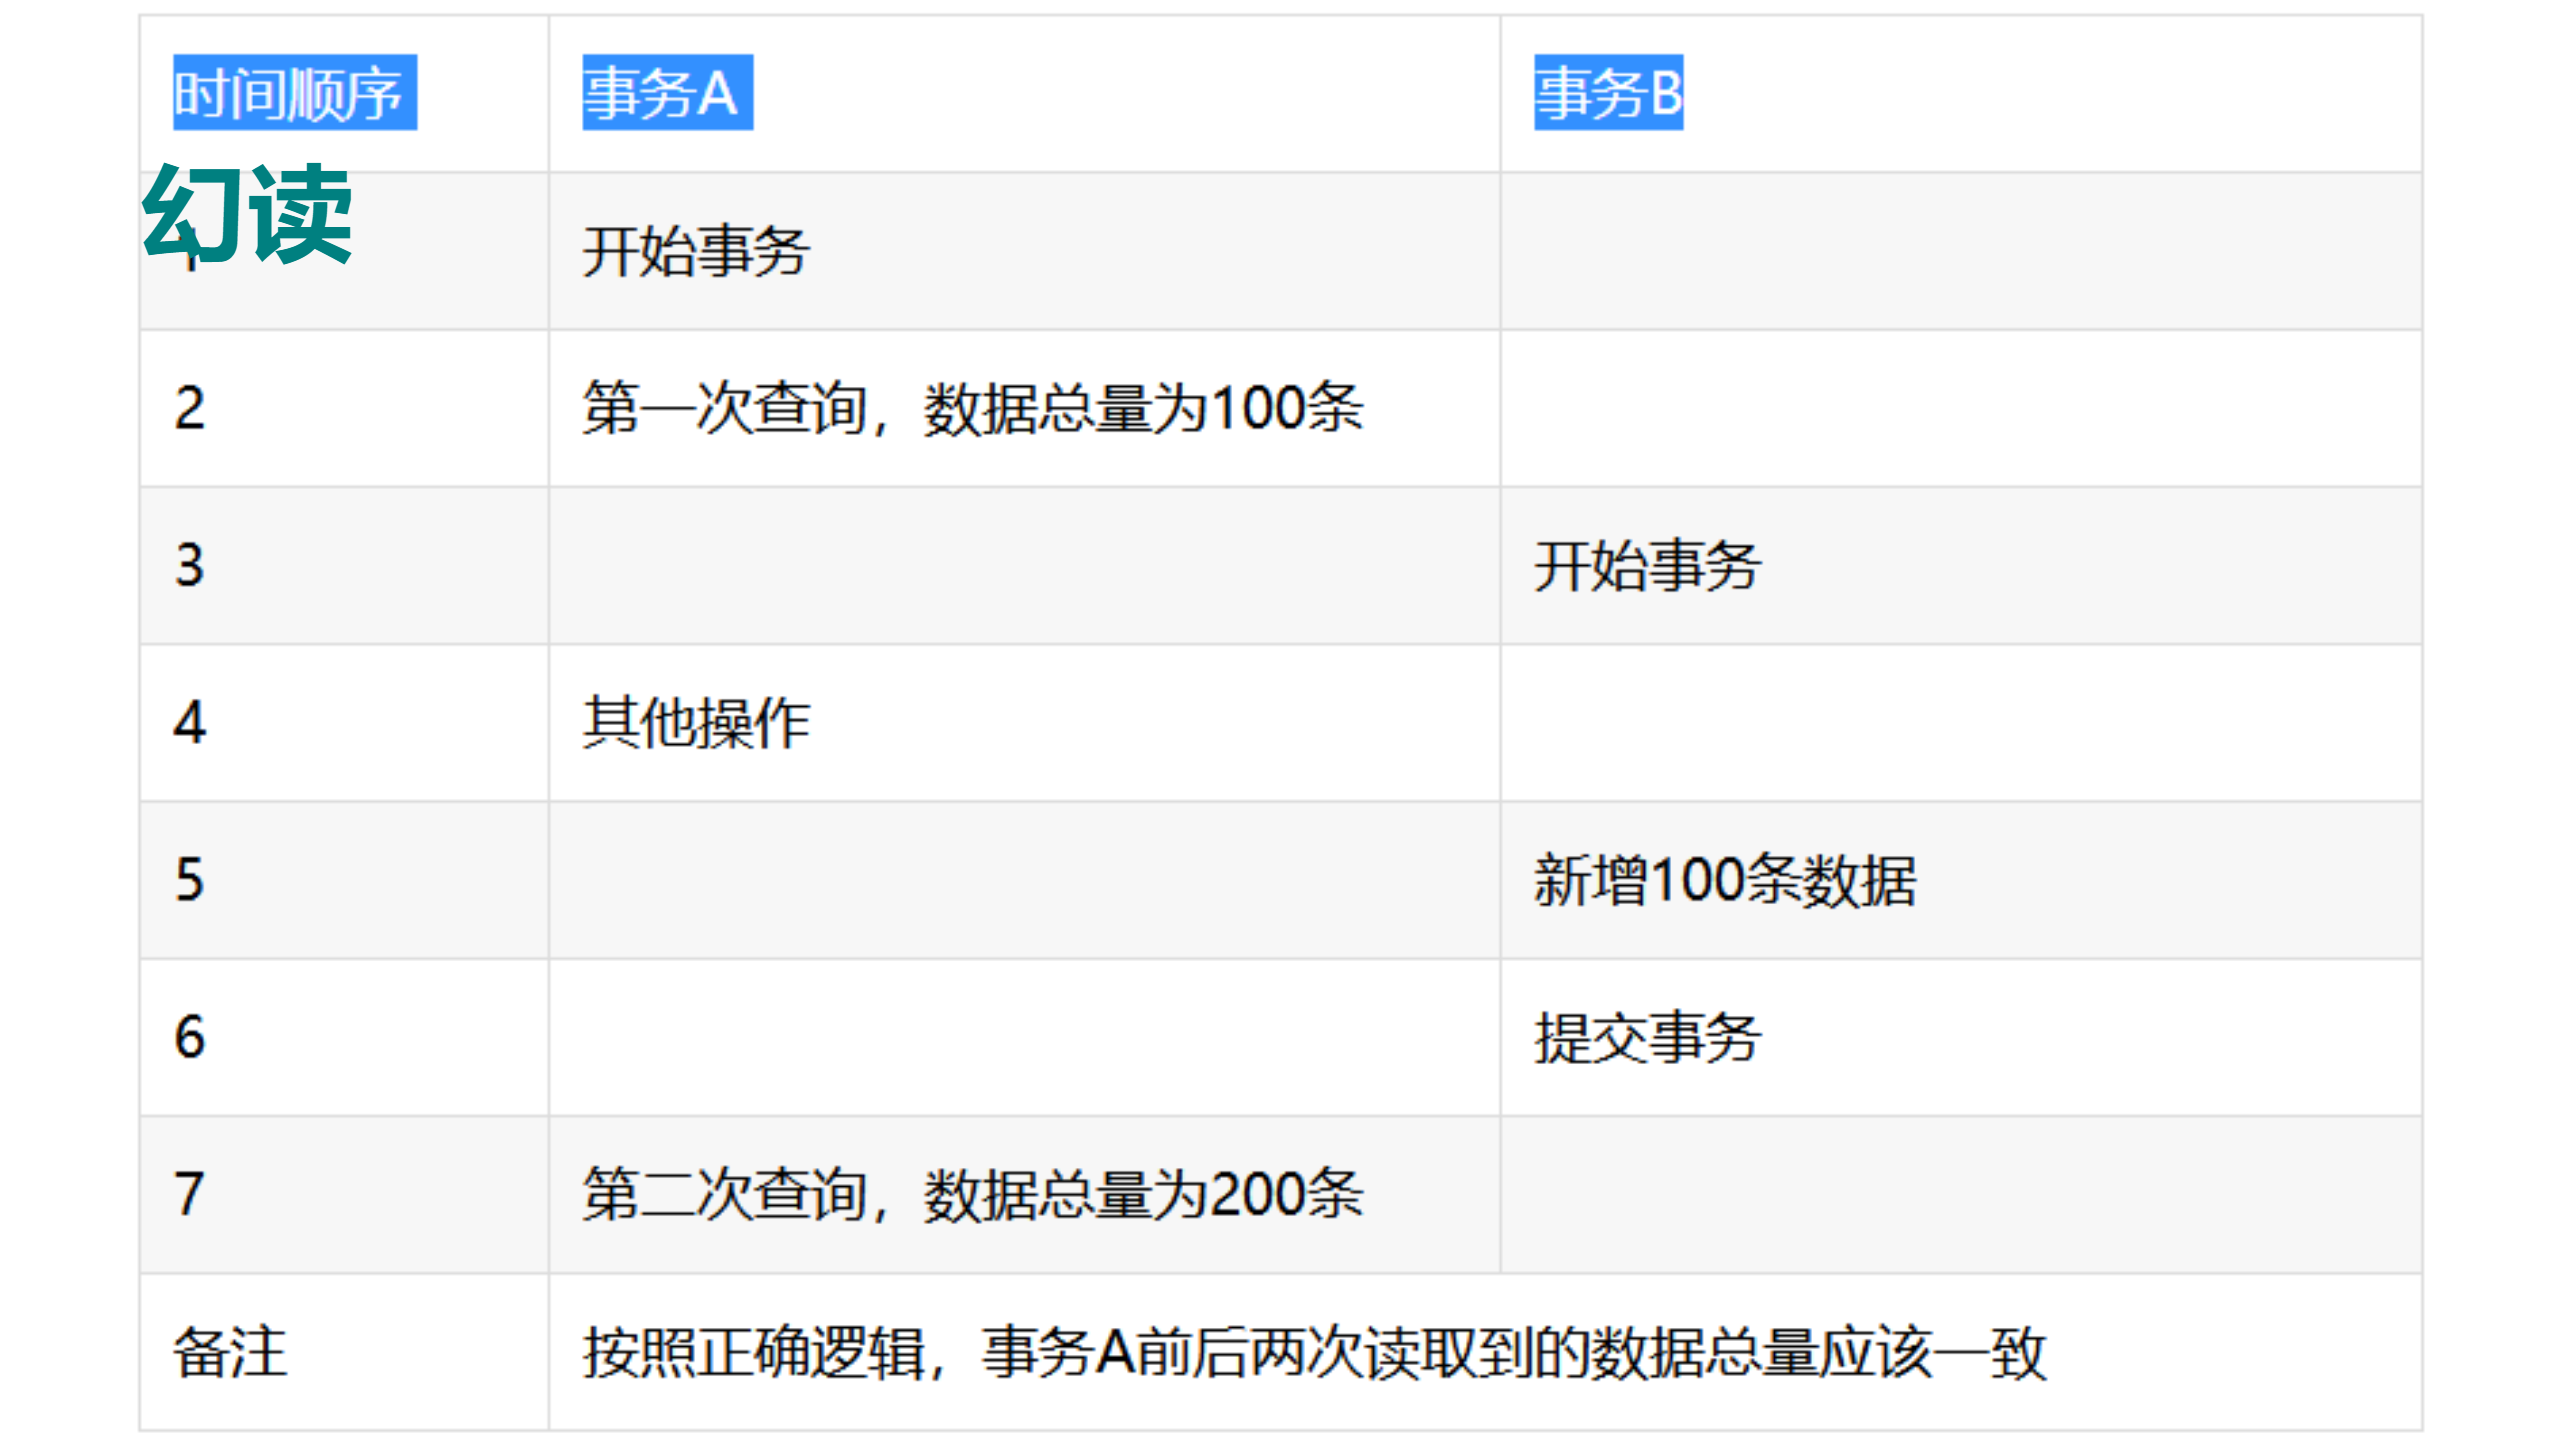 时间顺序 事务A 事务B
幻读
1 开始事务
2 第一次查询，数据总量为100条
3 开始事务
4 其他操作
5 新增100条数据
6 提交事务
7 第二次查询，数据总量为200条
备注 按照正确逻辑，事务A前后两次读取到的数据总量应该一致